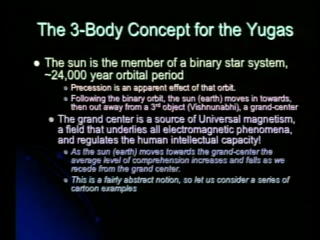 The 3-Body Concept for the Yugas
The sun is the member of a binary star system,
~24,000 year orbital period
Precession is an apparent effect of that orbit.
Following the binary orbit, the sun (earth) moves in towards,
then out away from a 3rd object (Vishnunabhi), a grand-center
The grand center is a source of Universal magnetism,
a field that underlies all electromagnetic phenomena,
and regulates the human intellectual capacity!
As the sun (earth) moves towards the grand-center the
average level of comprehension increases and falls as we
recede from the grand center.
This is a fairly abstract notion, so let us consider a series of
cartoon examples